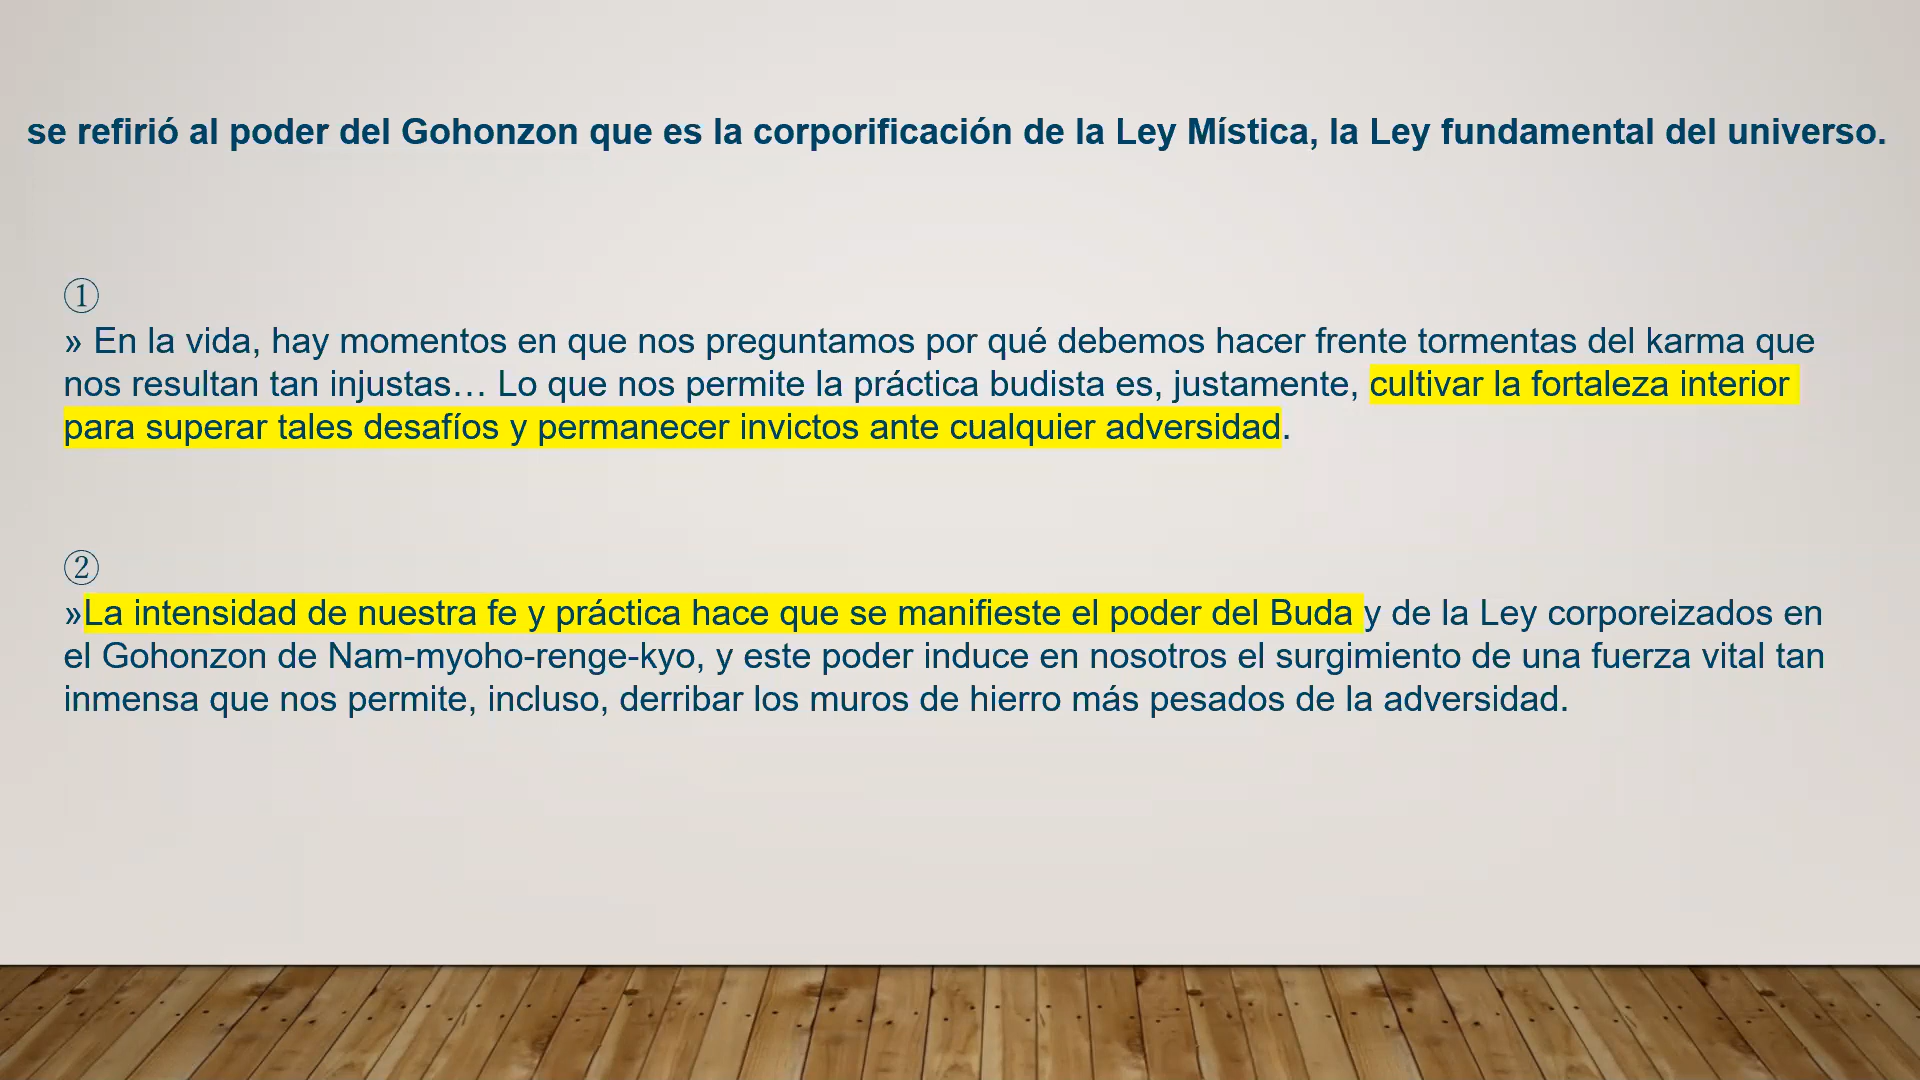 se refirió al poder del Gohonzon que es la corporificación de la Ley Mística, la Ley fundamental del universo.
①
» En la vida, hay momentos en que nos preguntamos por qué debemos hacer frente tormentas del karma que
nos resultan tan injustas… Lo que nos permite la práctica budista es, justamente, cultivar la fortaleza interior
para superar tales desafíos y permanecer invictos ante cualquier adversidad.
②
»La intensidad de nuestra fe y práctica hace que se manifieste el poder del Buda y de la Ley corporeizados en
el Gohonzon de Nam-myoho-renge-kyo, y este poder induce en nosotros el surgimiento de una fuerza vital tan
inmensa que nos permite, incluso, derribar los muros de hierro más pesados de la adversidad.